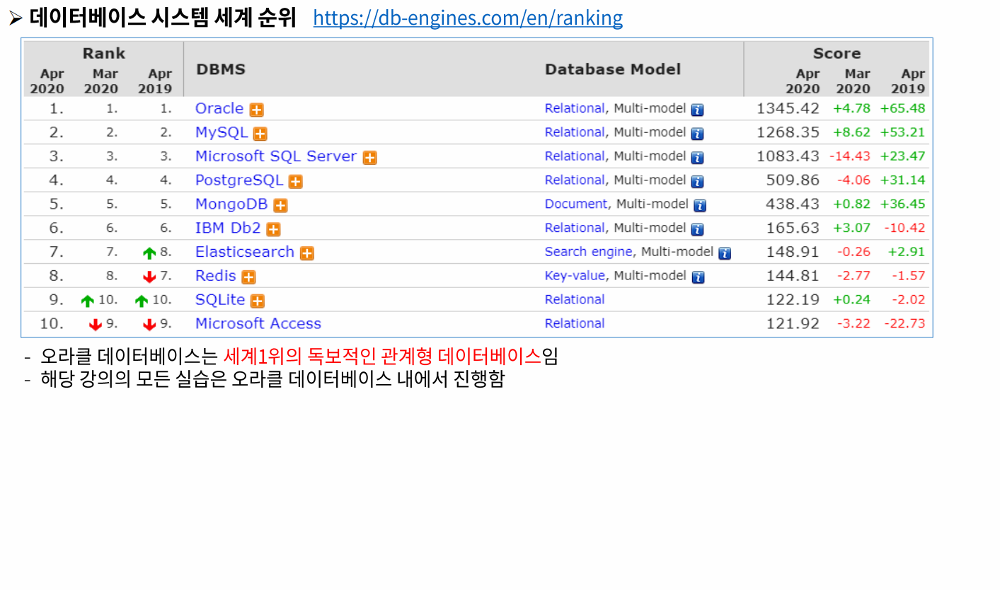 ➢ 데이터베이스 시스템 세계 순위 https://db-engines.com/en/ranking
Rank DBMS Database Model Score
Apr 2020 Mar 2020 Apr 2019 Apr 2020 Mar 2020 Apr 2019
1. 1. 1. Oracle Relational, Multi-model 1345.42 +4.78 +65.48
2. 2. 2. MySQL Relational, Multi-model 1268.35 +8.62 +53.21
3. 3. 3. Microsoft SQL Server Relational, Multi-model 1083.43 -14.43 +23.47
4. 4. 4. PostgreSQL Relational, Multi-model 509.86 -4.06 +31.14
5. 5. 5. MongoDB Document, Multi-model 438.43 +0.82 +36.45
6. 6. 6. IBM Db2 Relational, Multi-model 165.63 +3.07 -10.42
7. 7. 8. Elasticsearch Search engine, Multi-model 148.91 -0.26 +2.91
8. 8. 7. Redis Key-value, Multi-model 144.81 -2.77 -1.57
9. 10. 10. SQLite Relational 122.19 +0.24 -2.02
10. 9. 9. Microsoft Access Relational 121.92 -3.22 -22.73
- 오라클 데이터베이스는 세계1위의 독보적인 관계형 데이터베이스임
- 해당 강의의 모든 실습은 오라클 데이터베이스 내에서 진행함